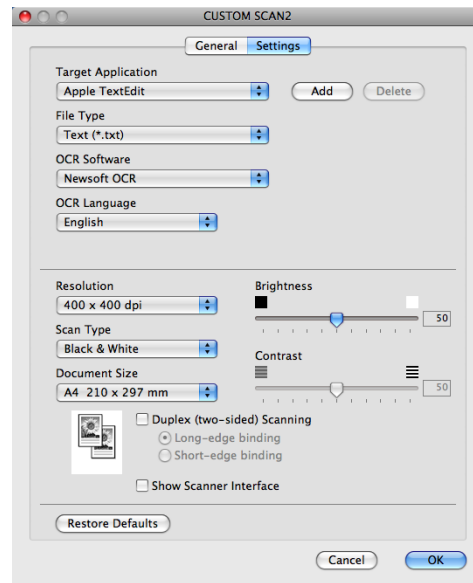 CUSTOM SCAN2
General Settings
Target Application
Apple TextEdit Add Delete
File Type
Text (*.txt)
OCR Software
Newsoft OCR
OCR Language
English
Resolution Brightness
400 x 400 dpi
50
Scan Type
Black & White
Contrast
Document Size
A4 210 x 297 mm 50
Duplex (two-sided) Scanning
Long-edge binding
Short-edge binding
Show Scanner Interface
Restore Defaults
Cancel OK